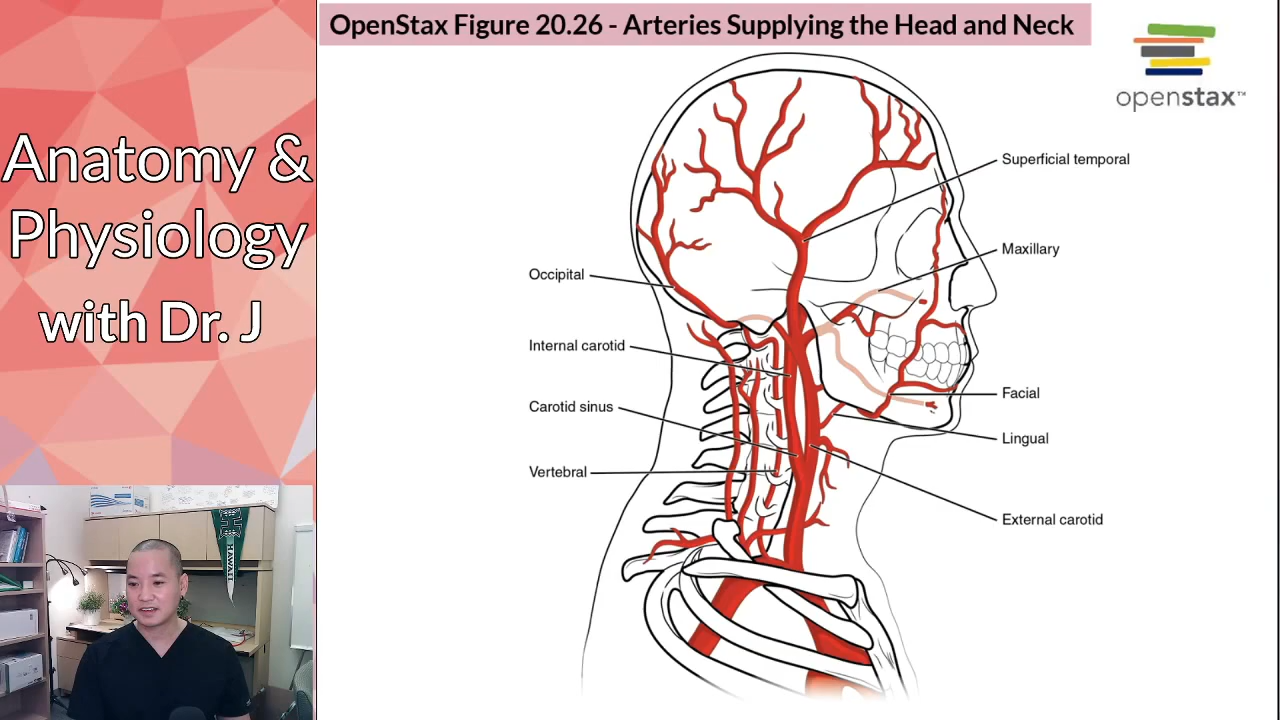 OpenStax Figure 20.26 - Arteries Supplying the Head and Neck
openstax™
Anatomy &
Physiology
with Dr. J
Superficial temporal
Maxillary
Occipital
Internal carotid
Facial
Carotid sinus
Lingual
Vertebral
External carotid
H
HAWAII